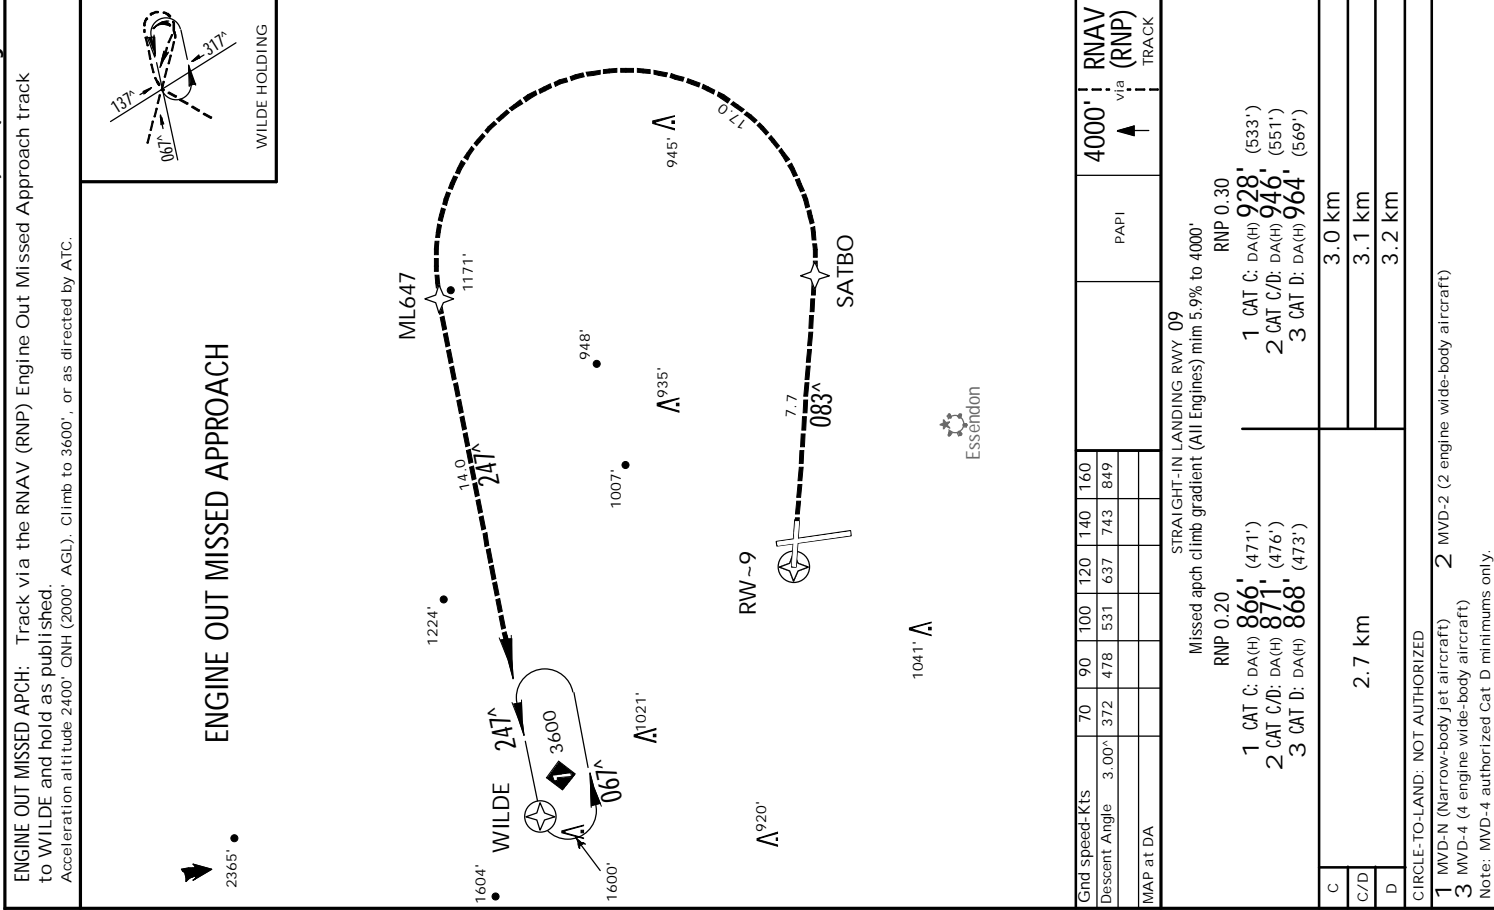 ENGINE OUT MISSED APCH: Track via the RNAV (RNP) Engine Out Missed Approach track
to WILDE and hold as published.
Acceleration altitude 2400' QNH (2000' AGL). Climb to 3600', or as directed by ATC.
ENGINE OUT MISSED APPROACH
137^
317^
067^
WILDE HOLDING
2365'
ML647
1171'
945'
17.0
14.0
247^
948'
935'
1007'
1224'
SATBO
7.7
083^
Essendon
RW~9
1041'
247^
WILDE
1
3600
067^
1021'
1604'
1600'
920'
Gnd speed-Kts 70 90 100 120 140 160
Descent Angle 3.00^ 372 478 531 637 743 849
MAP at DA
PAPI
4000' via RNAV (RNP) TRACK
STRAIGHT-IN LANDING RWY 09
Missed apch climb gradient (All Engines) mim 5.9% to 4000'
RNP 0.20 RNP 0.30
1 CAT C: DA(H) 866' (471') 1 CAT C: DA(H) 928' (533')
2 CAT C/D: DA(H) 871' (476') 2 CAT C/D: DA(H) 946' (551')
3 CAT D: DA(H) 868' (473') 3 CAT D: DA(H) 964' (569')
C 3.0 km
C/D 2.7 km 3.1 km
D 3.2 km
CIRCLE-TO-LAND: NOT AUTHORIZED
1 MVD-N (Narrow-body jet aircraft) 2 MVD-2 (2 engine wide-body aircraft)
3 MVD-4 (4 engine wide-body aircraft)
Note: MVD-4 authorized Cat D minimums only.